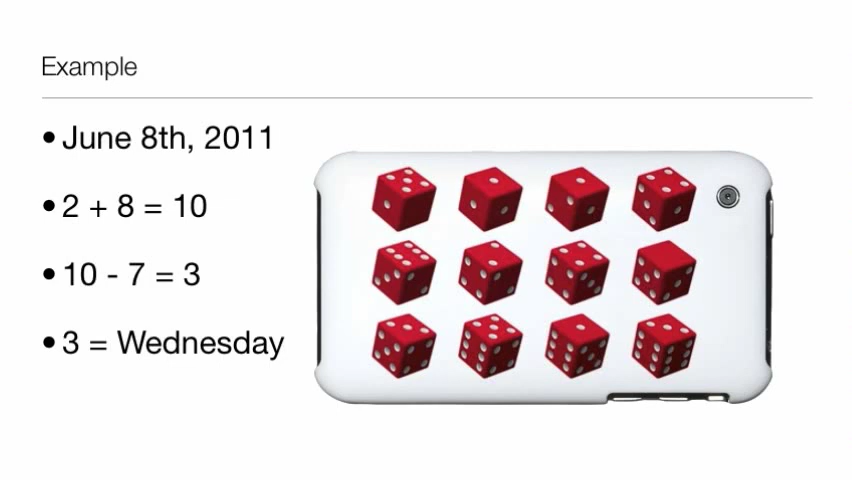 Example
• June 8th, 2011
• 2 + 8 = 10
• 10 - 7 = 3
• 3 = Wednesday